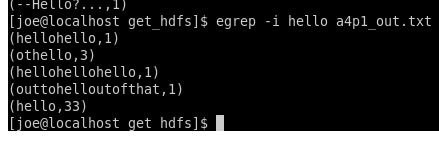 (--Hello?...,1)
[joe@localhost get_hdfs]$ egrep -i hello a4p1_out.txt
(hellohello,1)
(othello,3)
(hellohellohello,1)
(outtohelloutofthat,1)
(hello,33)
[joe@localhost get_hdfs]$